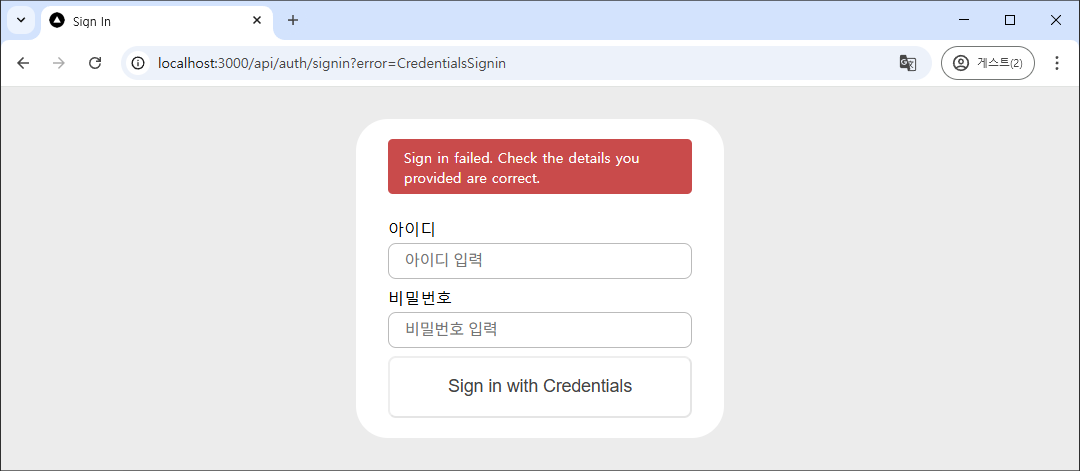 Sign In
localhost:3000/api/auth/signin?error=CredentialsSignin
게스트(2)
Sign in failed. Check the details you
provided are correct.
아이디
아이디 입력
비밀번호
비밀번호 입력
Sign in with Credentials